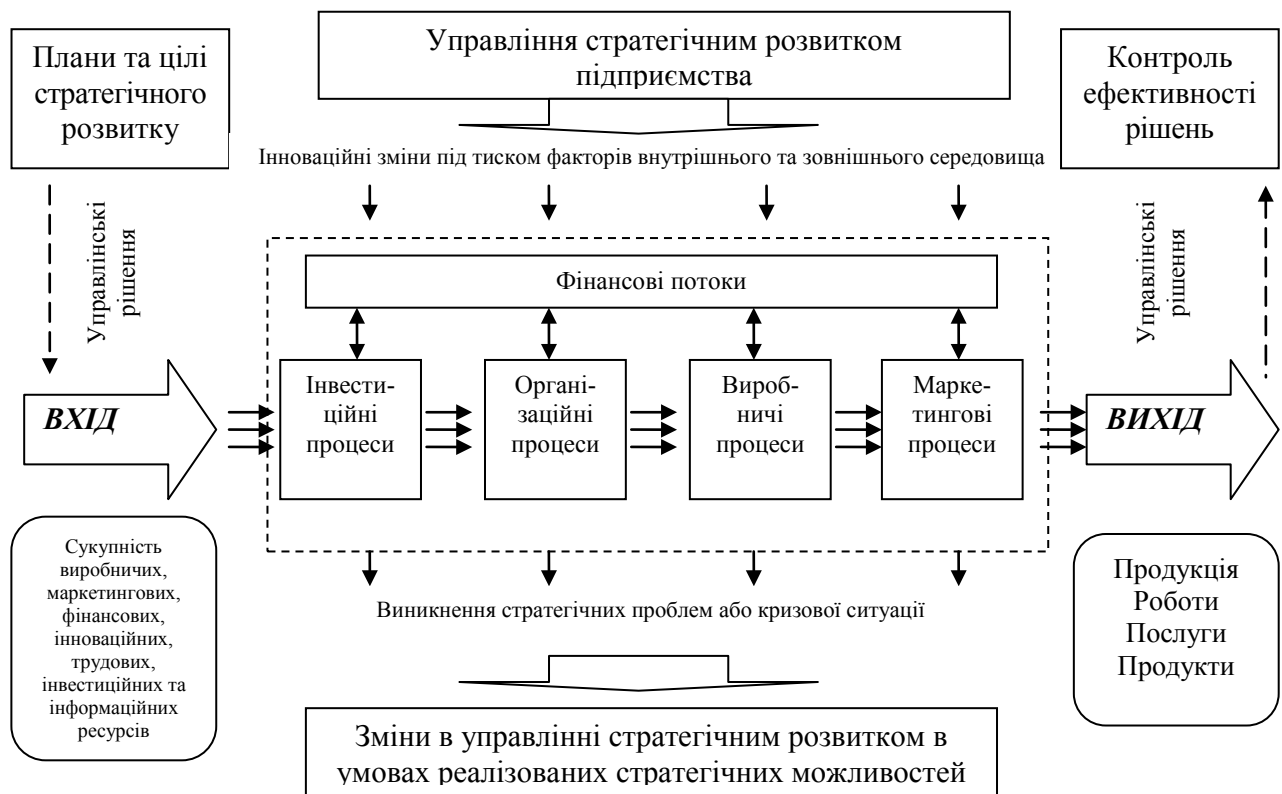 Плани та цілі
стратегічного
розвитку
Управління стратегічним розвитком
підприємства
Контроль
ефективності
рішень
Інноваційні зміни під тиском факторів внутрішнього та зовнішнього середовища
Управлінські
рішення
Управлінські
рішення
Фінансові потоки
ВХІД
Інвести-
ційні
процеси
Органі-
заційні
процеси
Вироб-
ничі
процеси
Марке-
тингові
процеси
ВИХІД
Сукупність
виробничих,
маркетингових,
фінансових,
інноваційних,
трудових,
інвестиційних та
інформаційних
ресурсів
Виникнення стратегічних проблем або кризової ситуації
Продукція
Роботи
Послуги
Продукти
Зміни в управлінні стратегічним розвитком в
умовах реалізованих стратегічних можливостей